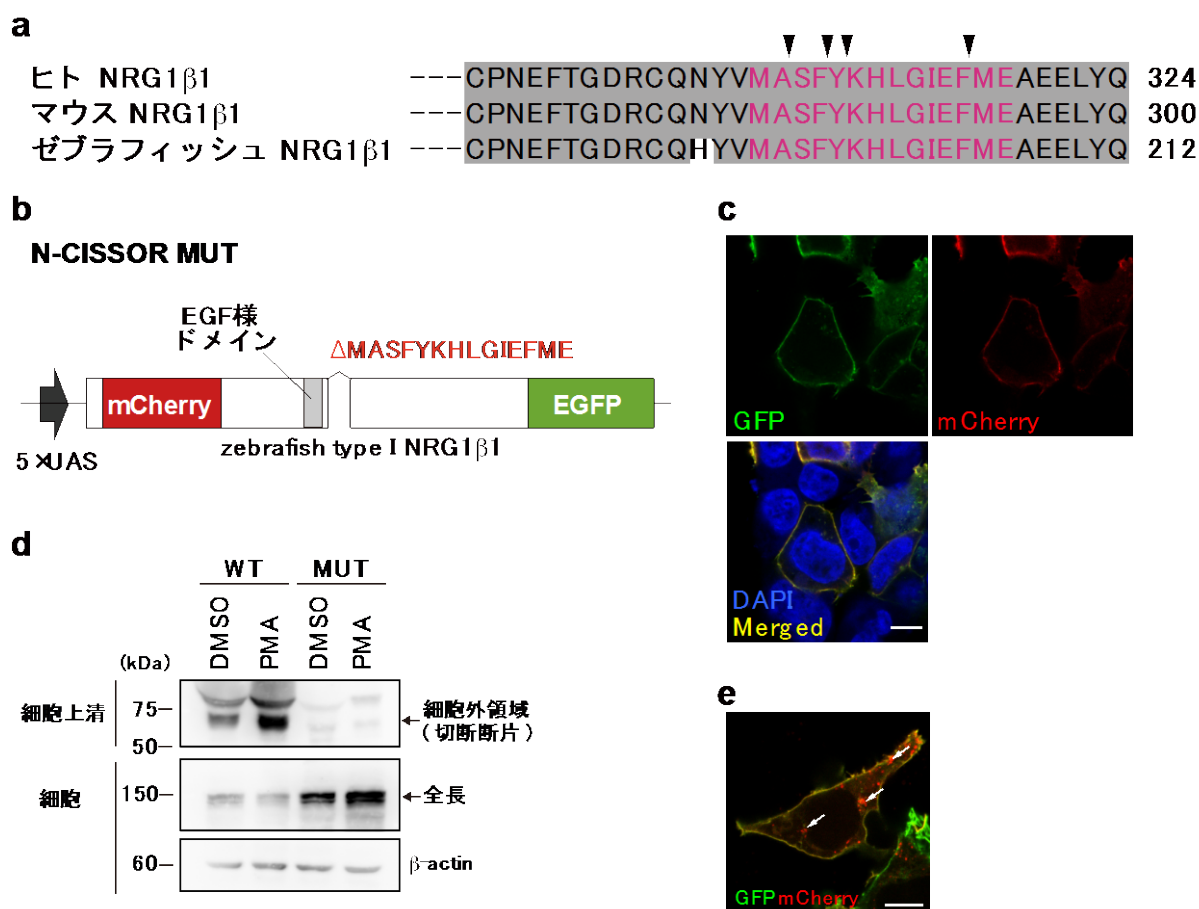 a
ヒト NRG1β1 ---CPNEFTGDRCQNYVMASFYKHLGIEFMEAEELYQ 324
マウス NRG1β1 ---CPNEFTGDRCQNYVMASFYKHLGIEFMEAEELYQ 300
ゼブラフィッシュ NRG1β1 ---CPNEFTGDRCQHYVMASFYKHLGIEFMEAEELYQ 212
b
N-CISSOR MUT
EGF様
ドメイン
ΔMASFYKHLGIEFME
mCherry
EGFP
5×UAS
zebrafish type I NRG1β1
c
GFP
mCherry
DAPI
Merged
d
WT MUT
DMSO PMA DMSO PMA
(kDa)
細胞上清
75
50
細胞外領域
(切断断片)
細胞
150
全長
60
β-actin
e
GFP mCherry